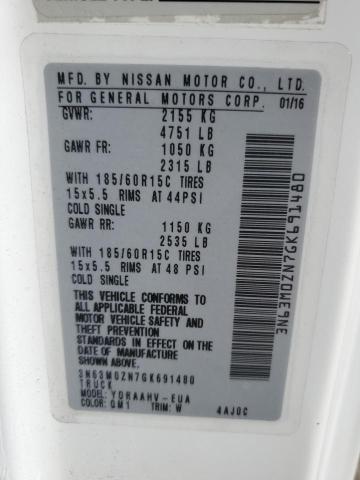 MFD. BY NISSAN MOTOR CO., LTD.
FOR GENERAL MOTORS CORP. 01/16
GVWR: 2155 KG
4751 LB
GAWR FR: 1050 KG
2315 LB
WITH 185/60R15C TIRES
15x5.5 RIMS AT 44PSI
COLD SINGLE
GAWR RR: 1150 KG
2535 LB
WITH 185/60R15C TIRES
15x5.5 RIMS AT 48 PSI
COLD SINGLE
THIS VEHICLE CONFORMS TO
ALL APPLICABLE FEDERAL
MOTOR VEHICLE SAFETY
STANDARDS IN EFFECT ON
THE DATE OF MANUFACTURE
SHOWN ABOVE.
3N63M0ZN7GK691480
TRUCK
MODEL: YDRAAHV-EUA
COLOR: QM1 TRIM: W 4AJ0C
3N63M0ZN7GK691480